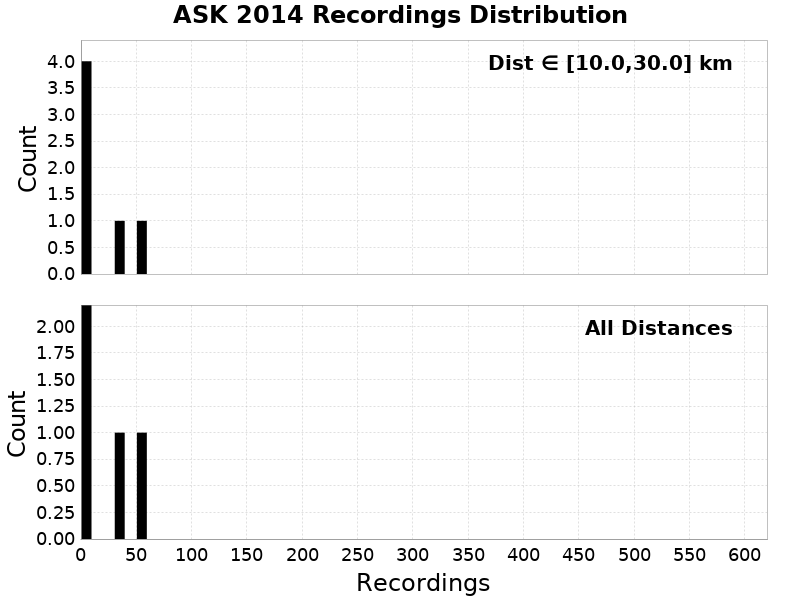 ASK 2014 Recordings Distribution
Dist ∈ [10.0,30.0] km
Count
4.0
3.5
3.0
2.5
2.0
1.5
1.0
0.5
0.0
All Distances
Count
2.00
1.75
1.50
1.25
1.00
0.75
0.50
0.25
0.00
0 50 100 150 200 250 300 350 400 450 500 550 600
Recordings